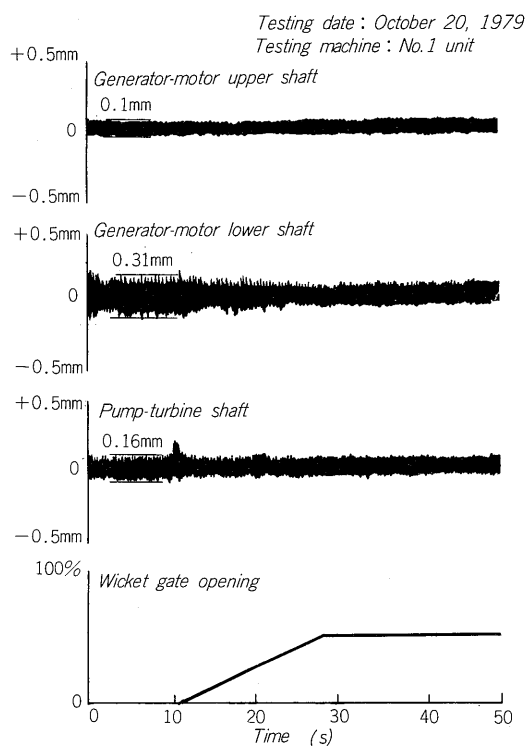 Testing date : October 20, 1979
Testing machine : No.1 unit
+0.5mm
Generator-motor upper shaft
0.1mm
0
−0.5mm
+0.5mm
Generator-motor lower shaft
0.31mm
0
−0.5mm
+0.5mm
Pump-turbine shaft
0.16mm
0
−0.5mm
100%
Wicket gate opening
0
0 10 20 30 40 50
Time (s)